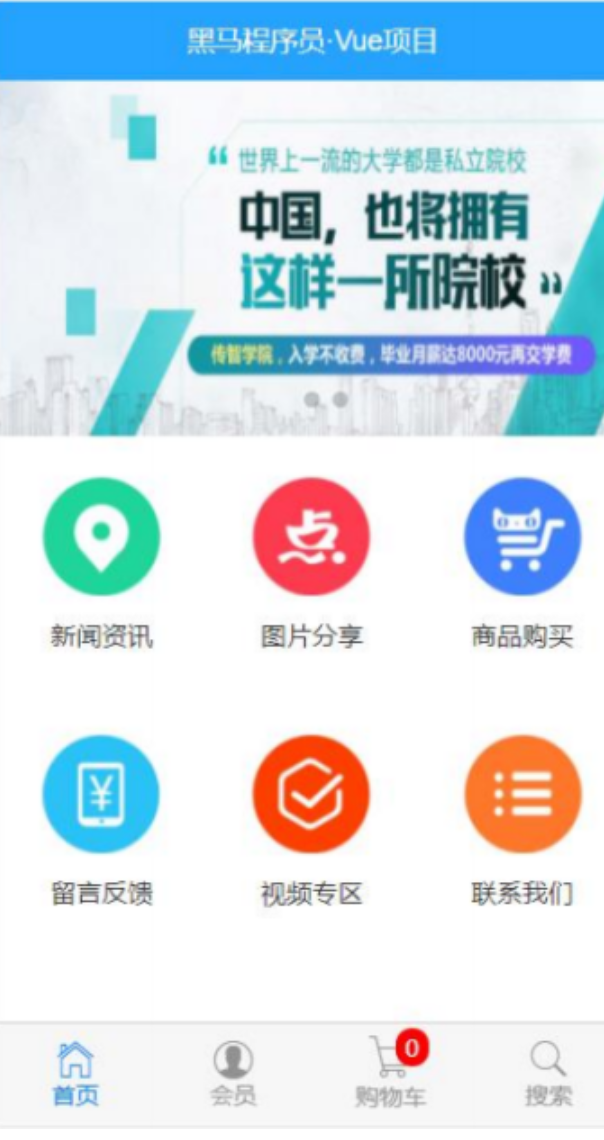 黑马程序员·Vue项目
“世界上一流的大学都是私立院校
中国，也将拥有
这样一所院校”
传智学院，入学不收费，毕业月薪达8000元再交学费
点
新闻资讯
图片分享
商品购买
¥
留言反馈
视频专区
联系我们
0
首页
会员
购物车
搜索